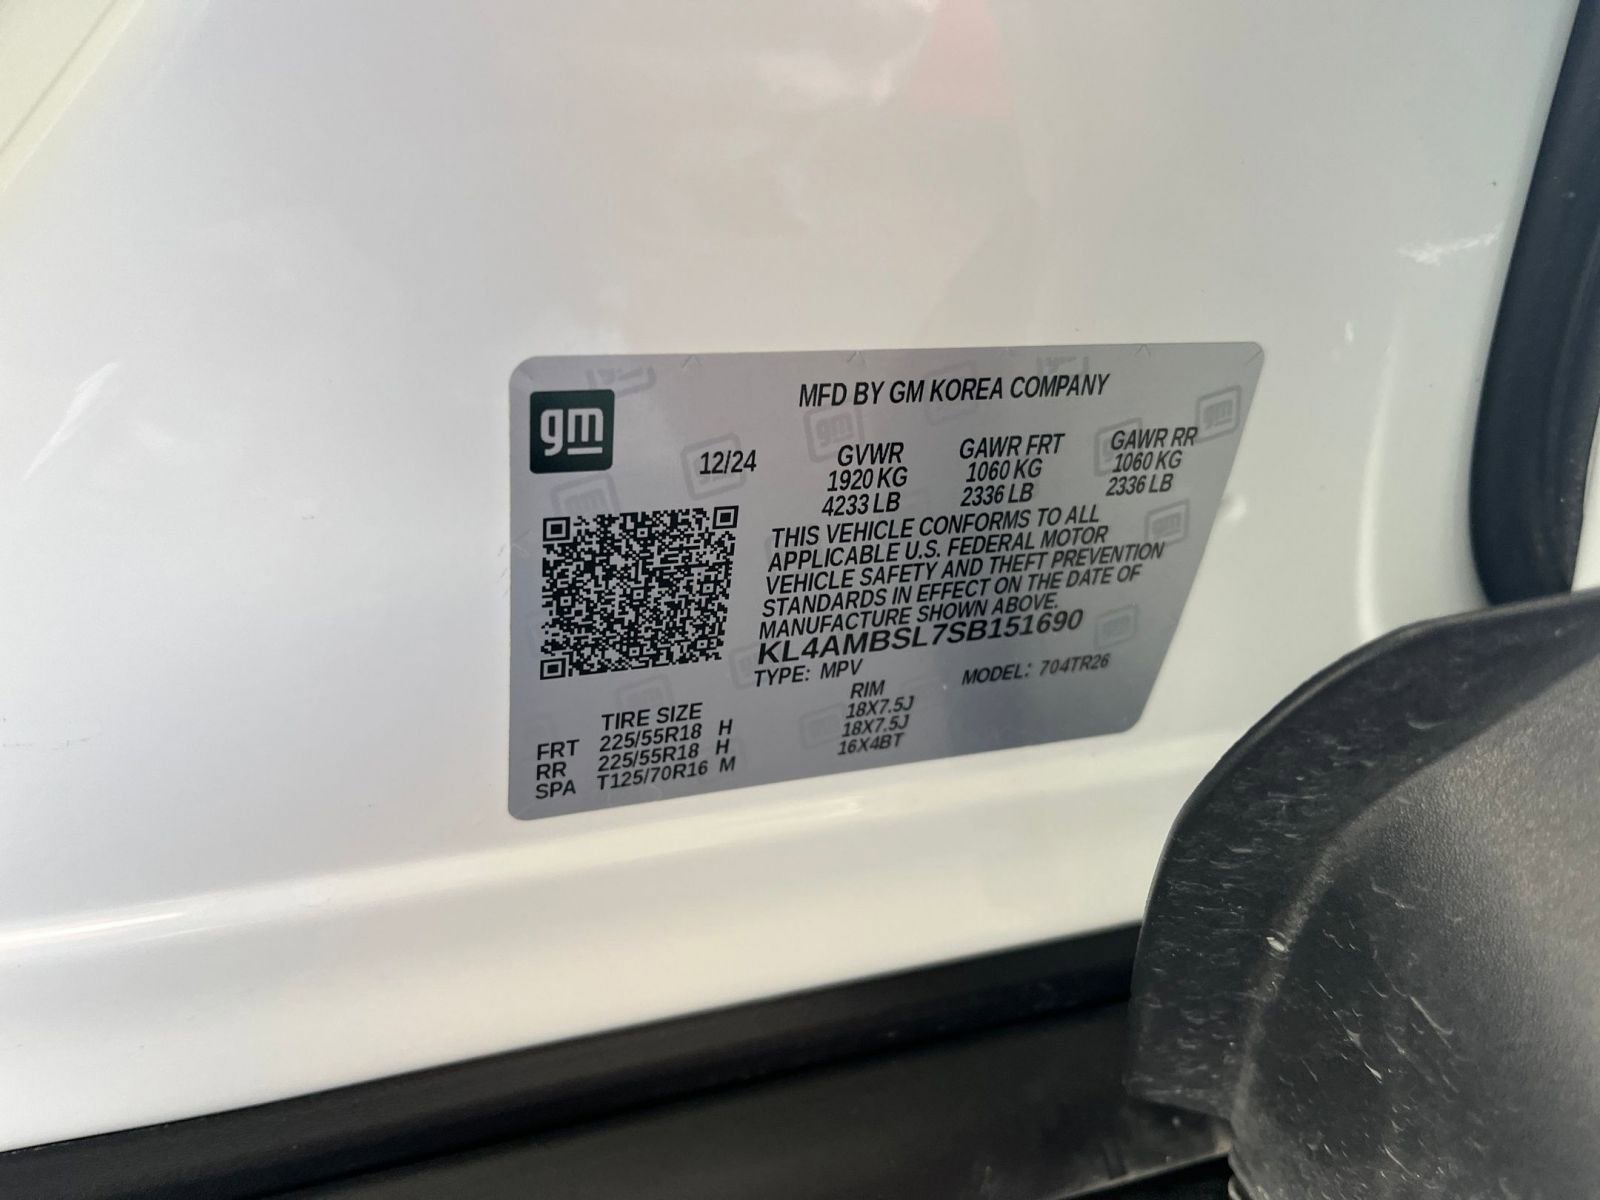 gm
MFD BY GM KOREA COMPANY
12/24
GVWR GAWR FRT GAWR RR
1920 KG 1060 KG 1060 KG
4233 LB 2336 LB 2336 LB
THIS VEHICLE CONFORMS TO ALL
APPLICABLE U.S. FEDERAL MOTOR
VEHICLE SAFETY AND THEFT PREVENTION
STANDARDS IN EFFECT ON THE DATE OF
MANUFACTURE SHOWN ABOVE.
KL4AMBSL7SB151690
TYPE: MPV MODEL: 704TR26
TIRE SIZE RIM
FRT 225/55R18 H 18X7.5J
RR 225/55R18 H 18X7.5J
SPA T125/70R16 M 16X4BT